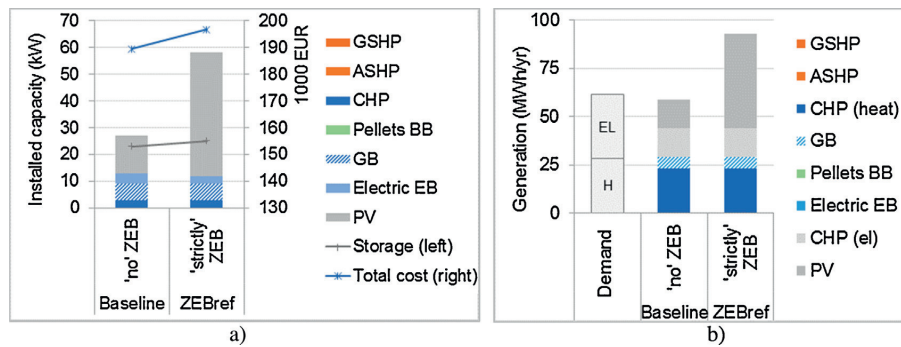 a)
Installed capacity (kW)
70
60
50
40
30
20
10
0
200
190
180
170
160
150
140
130
1000 EUR
'no' ZEB
'strictly' ZEB
Baseline
ZEBref
GSHP
ASHP
CHP
Pellets BB
GB
Electric EB
PV
Storage (left)
Total cost (right)
a)
b)
Generation (MWh/yr)
100
75
50
25
0
EL
H
Demand
'no' ZEB
'strictly' ZEB
Baseline
ZEBref
GSHP
ASHP
CHP (heat)
GB
Pellets BB
Electric EB
CHP (el)
PV
b)